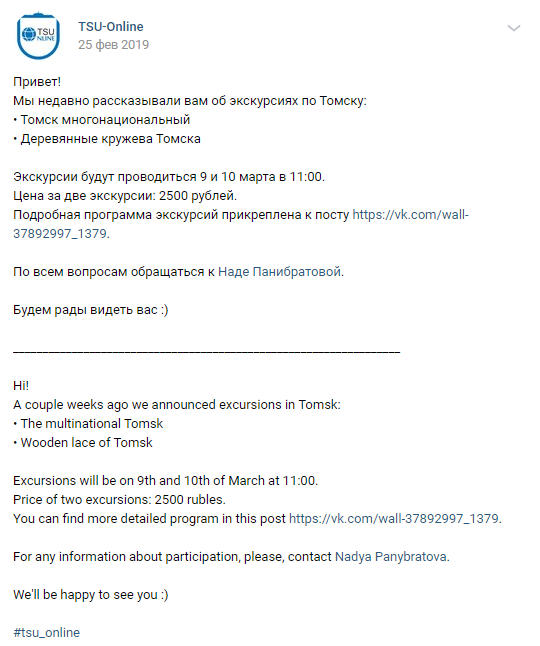 TSU
NLINE
TSU-Online
25 фев 2019
Привет!
Мы недавно рассказывали вам об экскурсиях по Томску:
• Томск многонациональный
• Деревянные кружева Томска
Экскурсии будут проводиться 9 и 10 марта в 11:00.
Цена за две экскурсии: 2500 рублей.
Подробная программа экскурсий прикреплена к посту https://vk.com/wall-
37892997_1379.
По всем вопросам обращаться к Наде Панибратовой.
Будем рады видеть вас :)
__________________________________________________________________
Hi!
A couple weeks ago we announced excursions in Tomsk:
• The multinational Tomsk
• Wooden lace of Tomsk
Excursions will be on 9th and 10th of March at 11:00.
Price of two excursions: 2500 rubles.
You can find more detailed program in this post https://vk.com/wall-37892997_1379.
For any information about participation, please, contact Nadya Panybratova.
We'll be happy to see you :)
#tsu_online